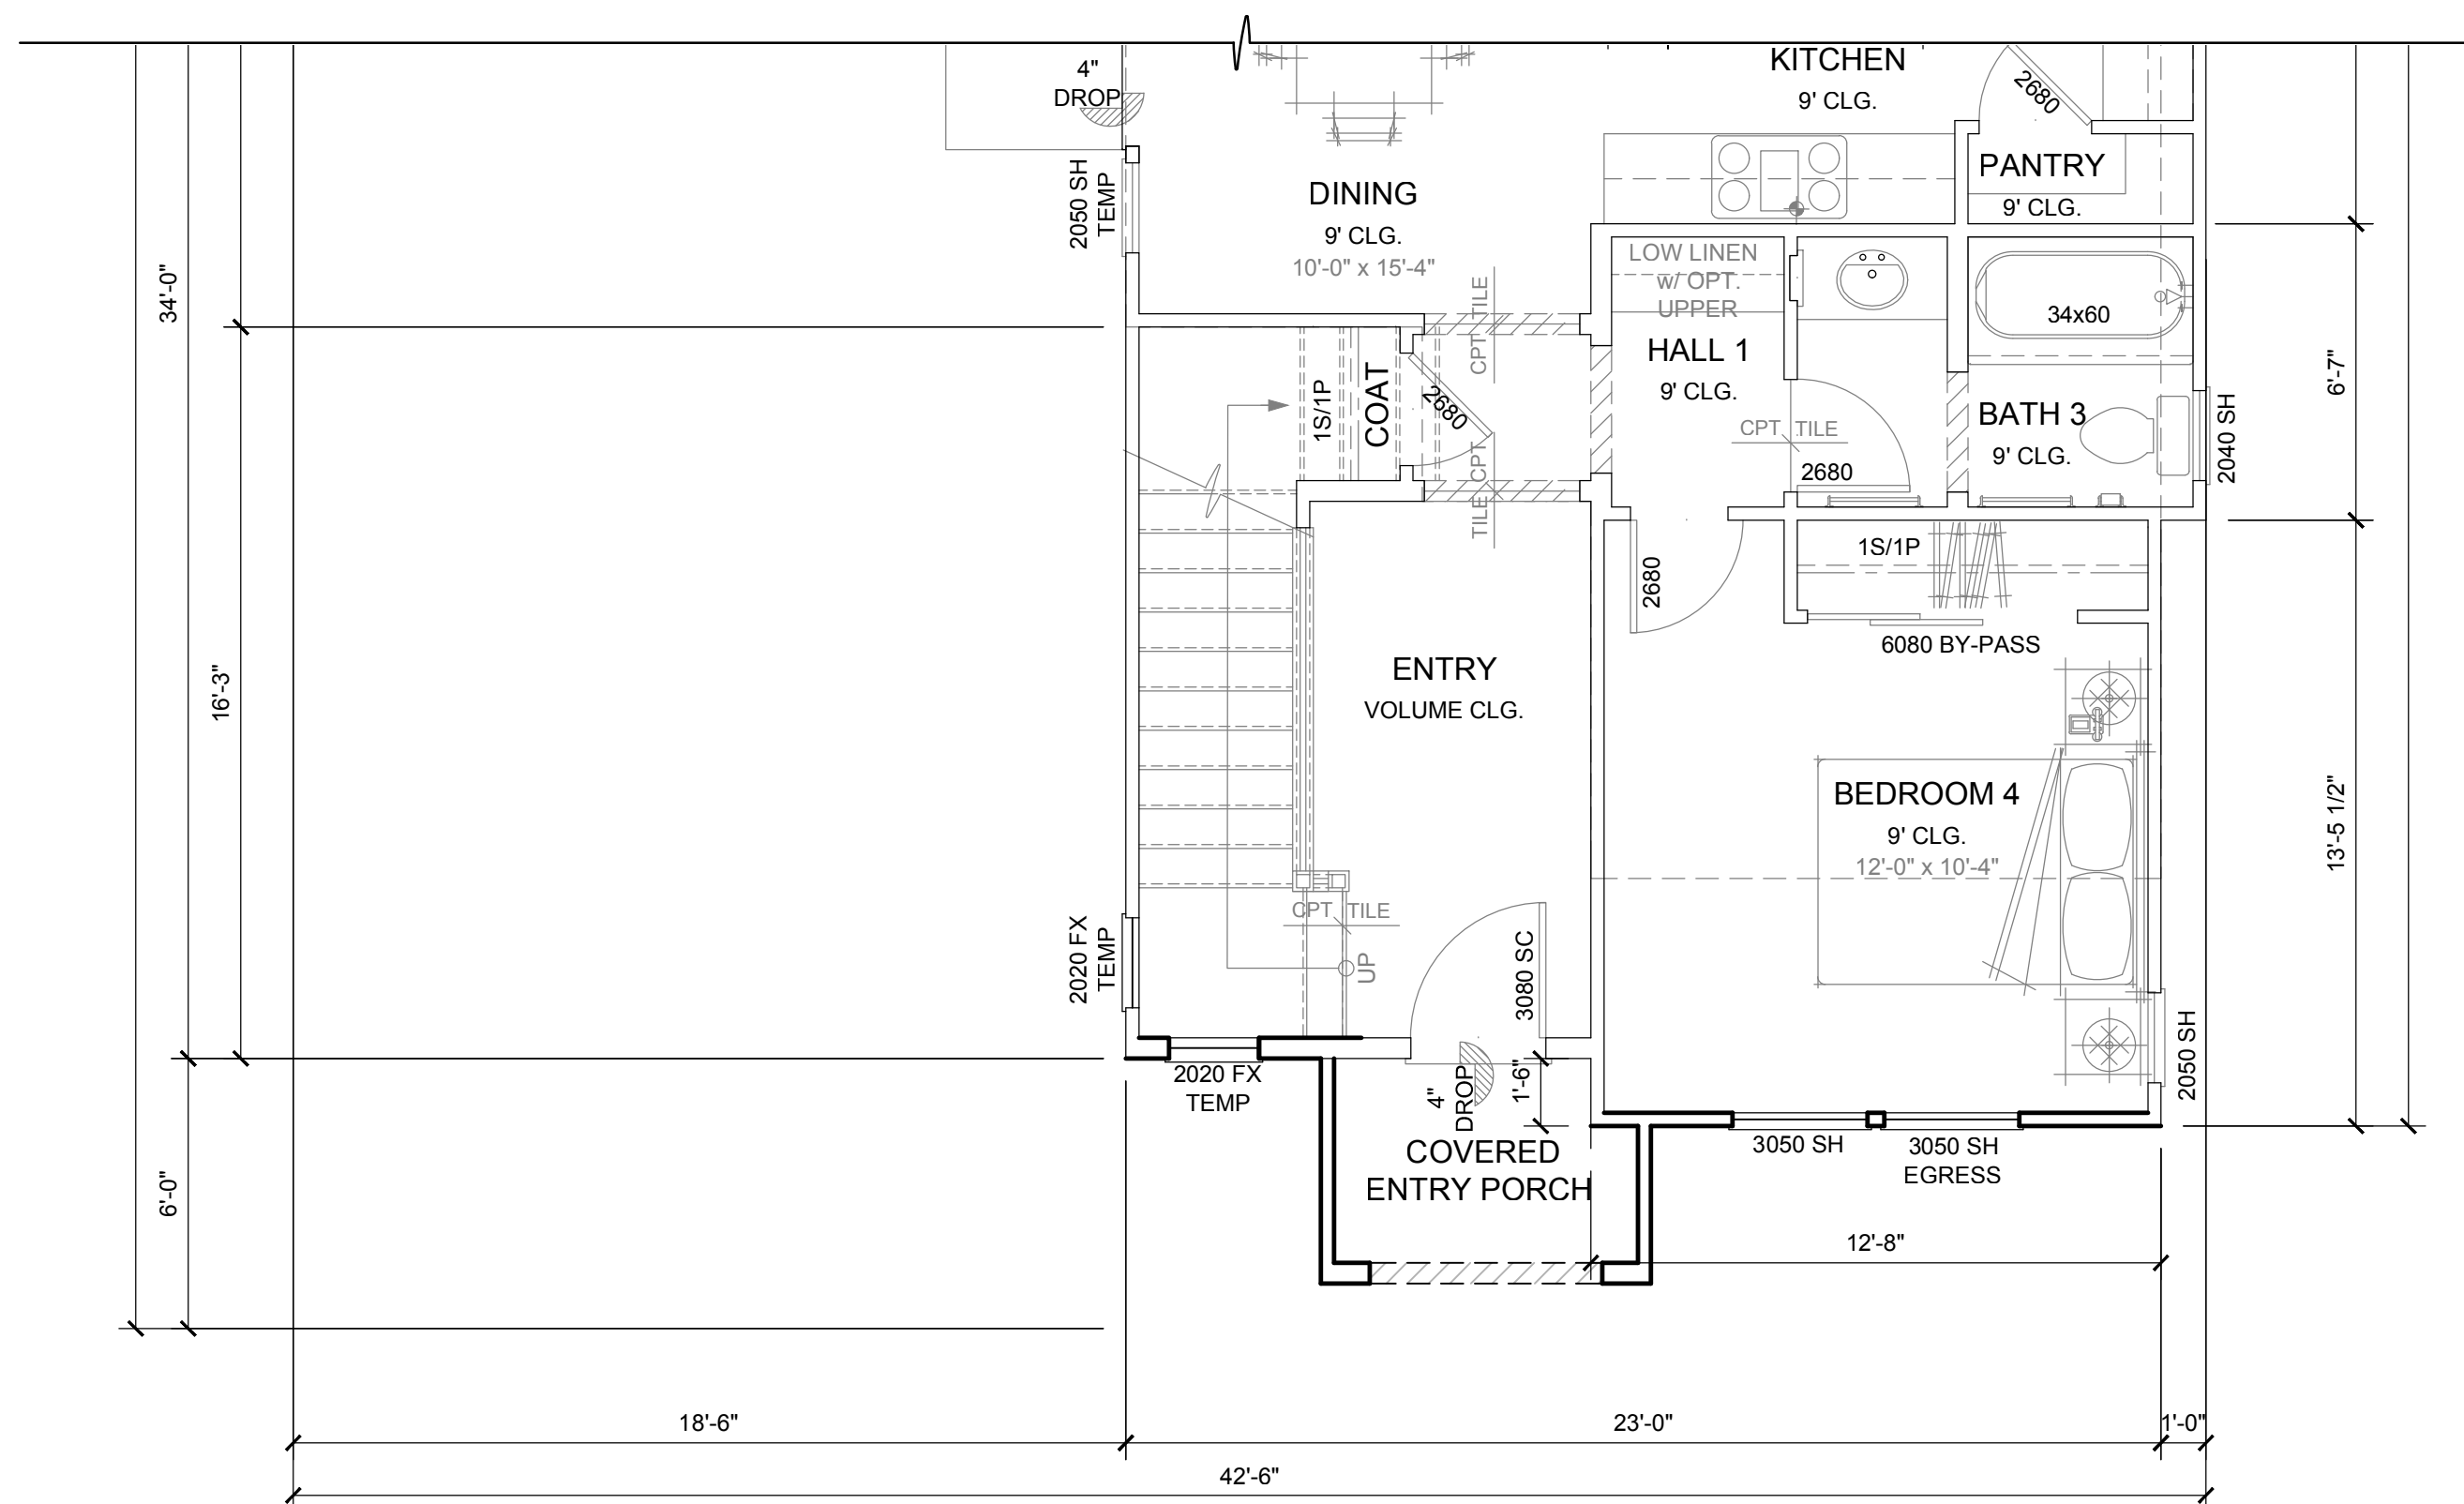 KITCHEN
9' CLG.
2680
4"
DROP
PANTRY
9' CLG.
2050 SH
TEMP
DINING
9' CLG.
10'-0" x 15'-4"
LOW LINEN
w/ OPT.
UPPER
34x60
34'-0"
CPT TILE
HALL 1
9' CLG.
6'-7"
1S/1P
COAT
2680
BATH 3
9' CLG.
2040 SH
CPT TILE
2680
TILE CPT
1S/1P
2680
6080 BY-PASS
16'-3"
ENTRY
VOLUME CLG.
BEDROOM 4
9' CLG.
12'-0" x 10'-4"
13'-5 1/2"
CPT TILE
UP
2020 FX
TEMP
3080 SC
2020 FX
TEMP
4"
DROP
1'-6"
2050 SH
COVERED
ENTRY PORCH
3050 SH
3050 SH
EGRESS
6'-0"
12'-8"
18'-6"
23'-0"
1'-0"
42'-6"